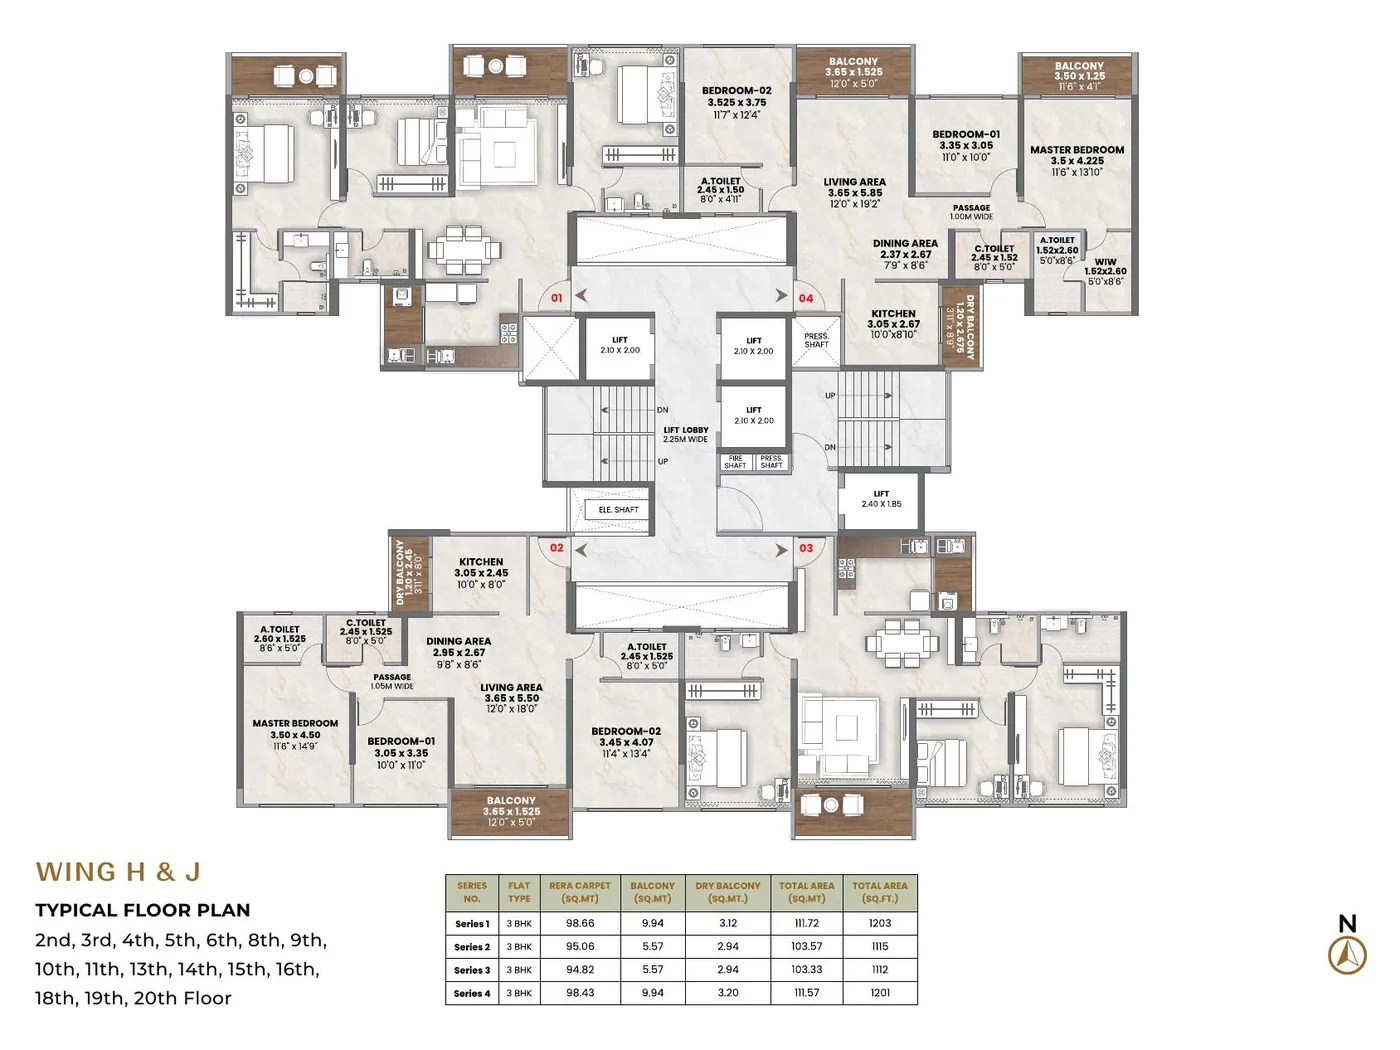 BALCONY
3.65 x 1.525
12'0" x 5'0"
BALCONY
3.50 x 1.25
11'6" x 4'1"
BEDROOM-02
3.525 x 3.75
11'7" x 12'4"
BEDROOM-01
3.35 x 3.05
11'0" x 10'0"
MASTER BEDROOM
3.5 x 4.225
11'6" x 13'10"
A.TOILET
2.45 x 1.50
8'0" x 4'11"
LIVING AREA
3.65 x 5.85
12'0" x 19'2"
PASSAGE
1.00M WIDE
DINING AREA
2.37 x 2.67
7'9" x 8'6"
C.TOILET
2.45 x 1.52
8'0" x 5'0"
A.TOILET
1.52x2.60
5'0"x8'6"
WIW
1.52x2.60
5'0"x8'6"
01
04
KITCHEN
3.05 x 2.67
10'0"x8'10"
DRY BALCONY
1.20 x 2.675
3'11" x 8'9"
LIFT
2.10 x 2.00
LIFT
2.10 x 2.00
PRESS.
SHAFT
LIFT
2.10 x 2.00
DN
UP
LIFT LOBBY
2.25M WIDE
UP
DN
FIRE
SHAFT
PRESS.
SHAFT
LIFT
2.40 x 1.85
ELE. SHAFT
02
03
DRY BALCONY
1.20 x 2.45
3'11" x 8'0"
KITCHEN
3.05 x 2.45
10'0" x 8'0"
A.TOILET
2.60 x 1.525
8'6" x 5'0"
C.TOILET
2.45 x 1.525
8'0" x 5'0"
DINING AREA
2.95 x 2.67
9'8" x 8'6"
A.TOILET
2.45 x 1.525
8'0" x 5'0"
PASSAGE
1.05M WIDE
LIVING AREA
3.65 x 5.50
12'0" x 18'0"
MASTER BEDROOM
3.50 x 4.50
11'6" x 14'9"
BEDROOM-01
3.05 x 3.35
10'0" x 11'0"
BEDROOM-02
3.45 x 4.07
11'4" x 13'4"
BALCONY
3.65 x 1.525
12'0" x 5'0"
WING H & J
TYPICAL FLOOR PLAN
2nd, 3rd, 4th, 5th, 6th, 8th, 9th,
10th, 11th, 13th, 14th, 15th, 16th,
18th, 19th, 20th Floor
SERIES NO. FLAT TYPE RERA CARPET (SQ.MT) BALCONY (SQ.MT) DRY BALCONY (SQ.MT.) TOTAL AREA (SQ.MT) TOTAL AREA (SQ.FT.)
Series 1 3 BHK 98.66 9.94 3.12 111.72 1203
Series 2 3 BHK 95.06 5.57 2.94 103.57 1115
Series 3 3 BHK 94.82 5.57 2.94 103.33 1112
Series 4 3 BHK 98.43 9.94 3.20 111.57 1201
N